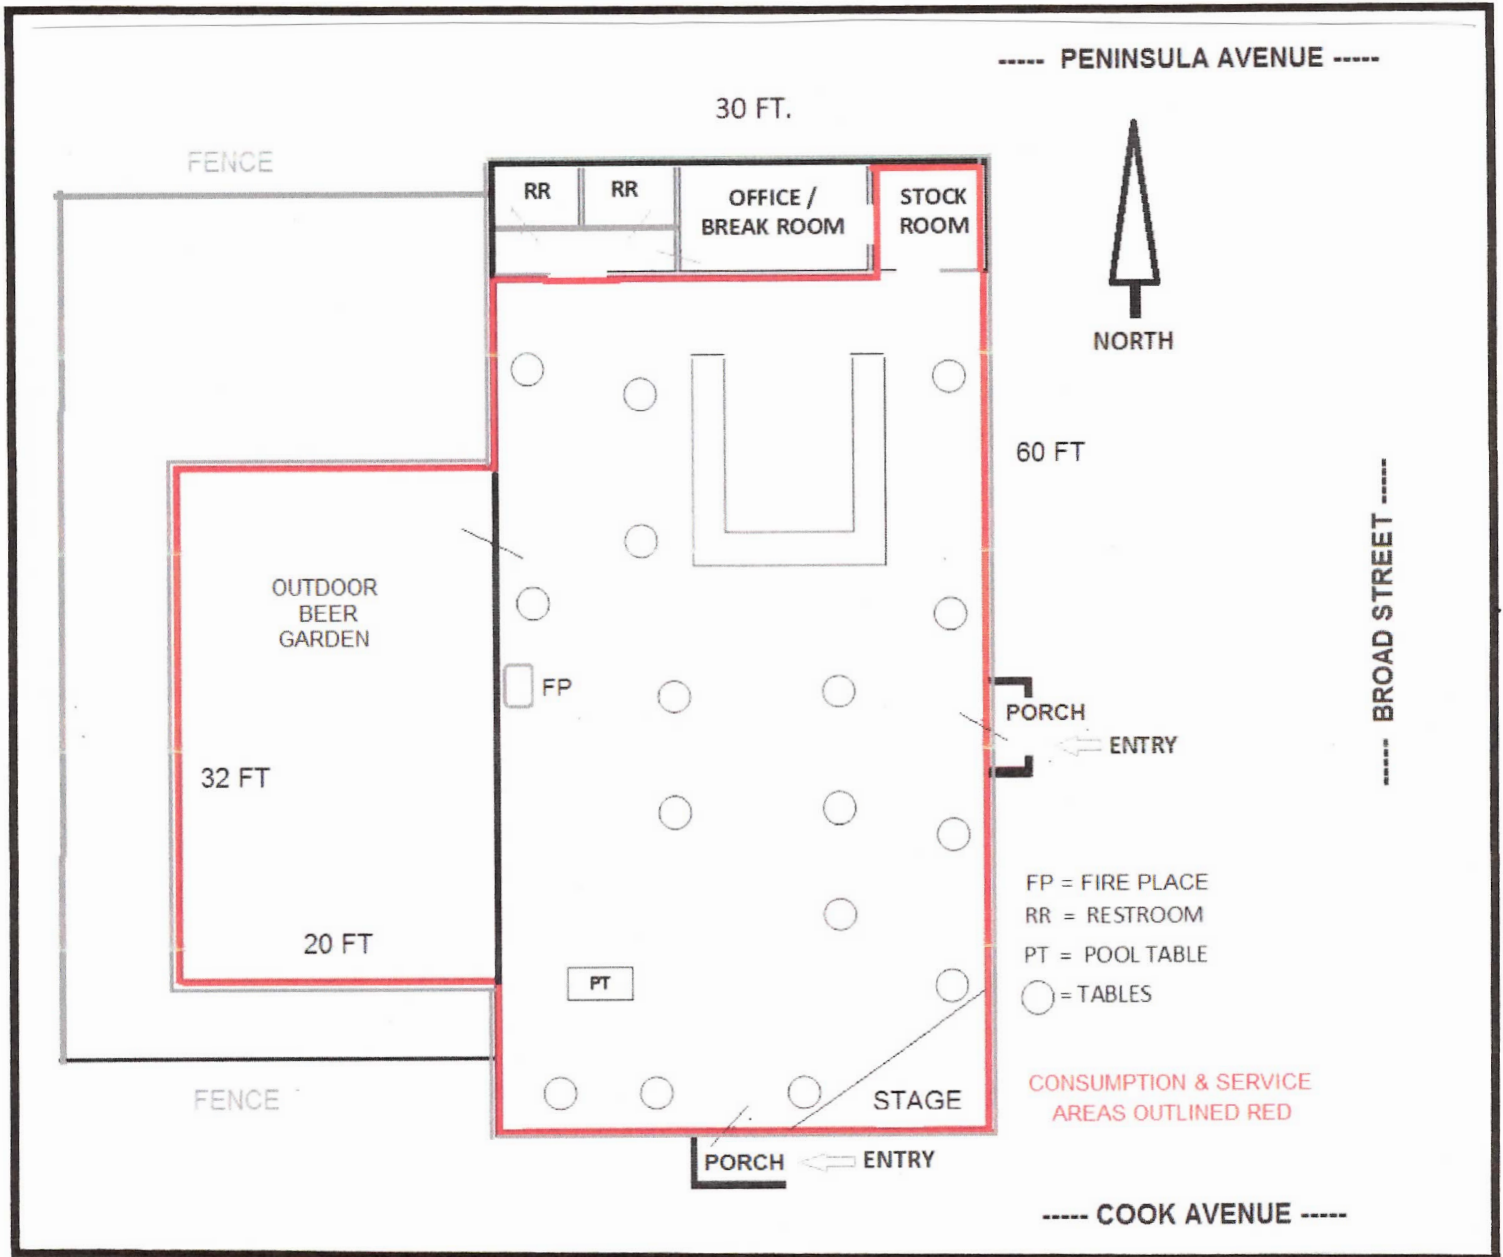 ----- PENINSULA AVENUE -----
30 FT.
FENCE
RR
RR
OFFICE /
BREAK ROOM
STOCK
ROOM
NORTH
60 FT
----- BROAD STREET -----
OUTDOOR
BEER
GARDEN
FP
PORCH
ENTRY
32 FT
20 FT
PT
FP = FIRE PLACE
RR = RESTROOM
PT = POOL TABLE
= TABLES
CONSUMPTION & SERVICE
AREAS OUTLINED RED
FENCE
STAGE
PORCH
ENTRY
----- COOK AVENUE -----